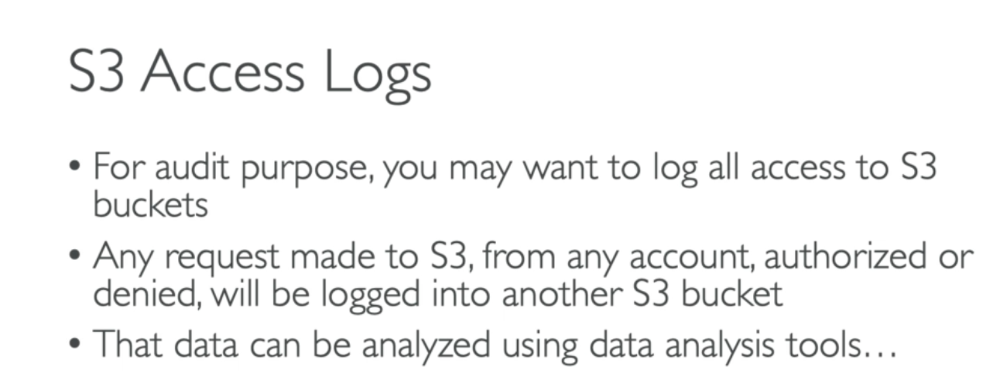 S3 Access Logs
• For audit purpose, you may want to log all access to S3
buckets
• Any request made to S3, from any account, authorized or
denied, will be logged into another S3 bucket
• That data can be analyzed using data analysis tools…